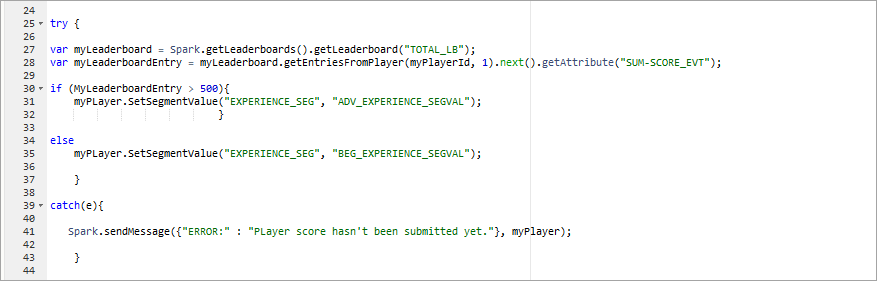 24
25 try {
26
27 var myLeaderboard = Spark.getLeaderboards().getLeaderboard("TOTAL_LB");
28 var myLeaderboardEntry = myLeaderboard.getEntriesFromPlayer(myPlayerId, 1).next().getAttribute("SUM-SCORE_EVT");
29
30 if (MyLeaderboardEntry > 500){
31 myPLayer.SetSegmentValue("EXPERIENCE_SEG", "ADV_EXPERIENCE_SEGVAL");
32 }
33
34 else
35 myPLayer.SetSegmentValue("EXPERIENCE_SEG", "BEG_EXPERIENCE_SEGVAL");
36
37 }
38
39 catch(e){
40
41 Spark.sendMessage({"ERROR:" : "PLayer score hasn't been submitted yet."}, myPlayer);
42
43 }
44